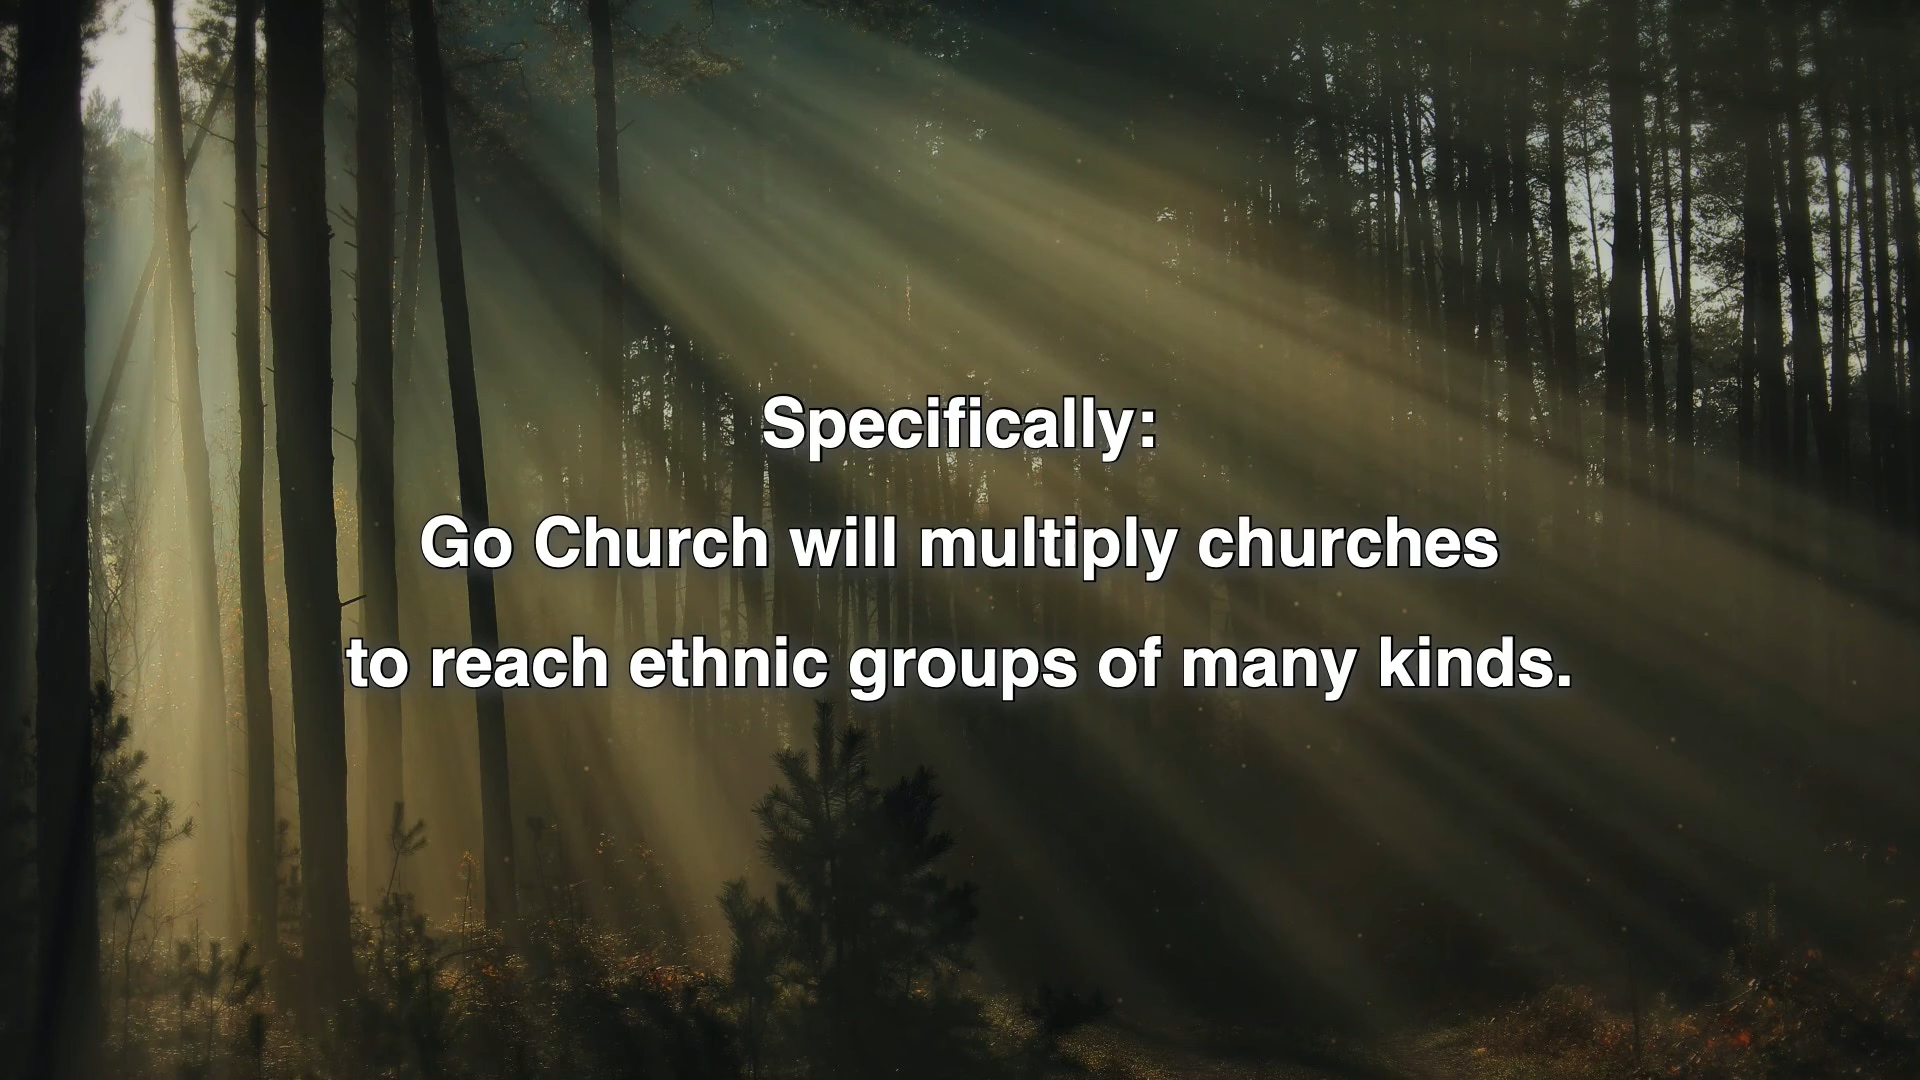 Specifically:
Go Church will multiply churches
to reach ethnic groups of many kinds.